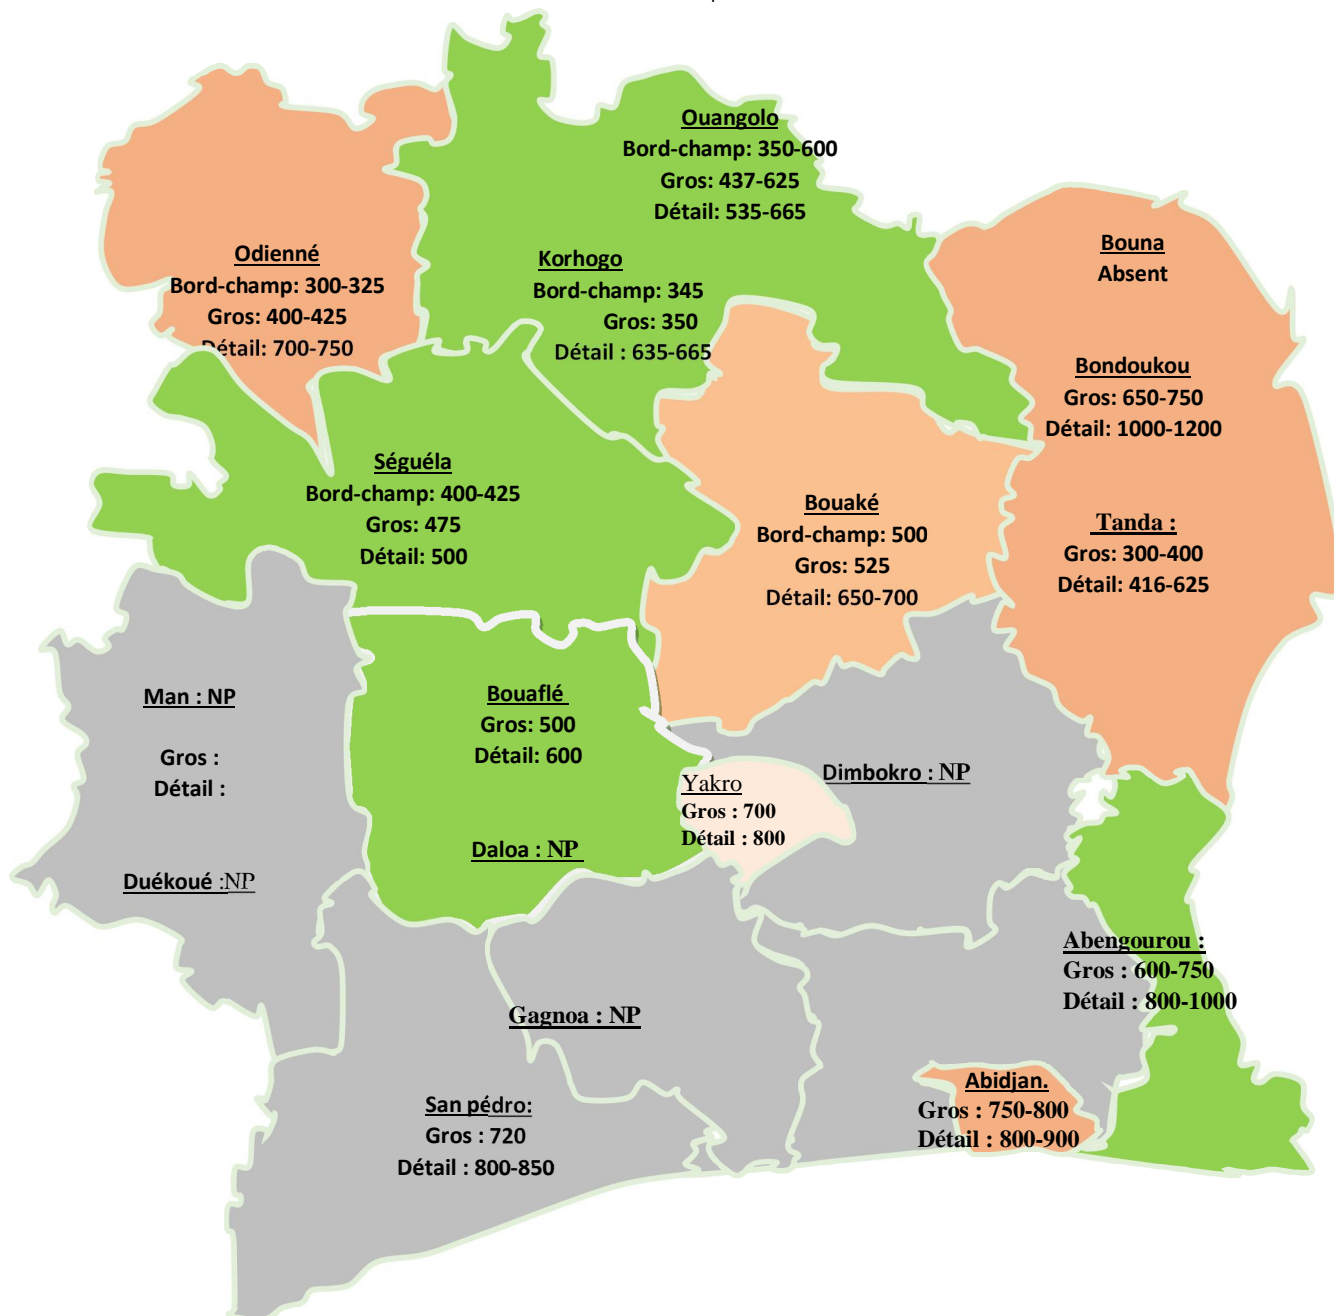 Ouangolo
Bord-champ: 350-600
Gros: 437-625
Détail: 535-665
Odienné
Bord-champ: 300-325
Gros: 400-425
Détail: 700-750
Korhogo
Bord-champ: 345
Gros: 350
Détail : 635-665
Bouna
Absent
Bondoukou
Gros: 650-750
Détail: 1000-1200
Séguéla
Bord-champ: 400-425
Gros: 475
Détail: 500
Bouaké
Bord-champ: 500
Gros: 525
Détail: 650-700
Tanda :
Gros: 300-400
Détail: 416-625
Man : NP
Gros :
Détail :
Duékoué :NP
Bouaflé
Gros: 500
Détail: 600
Daloa : NP
Yakro
Gros : 700
Détail : 800
Dimbokro : NP
Abengourou :
Gros : 600-750
Détail : 800-1000
Gagnoa : NP
San pédro:
Gros : 720
Détail : 800-850
Abidjan.
Gros : 750-800
Détail : 800-900